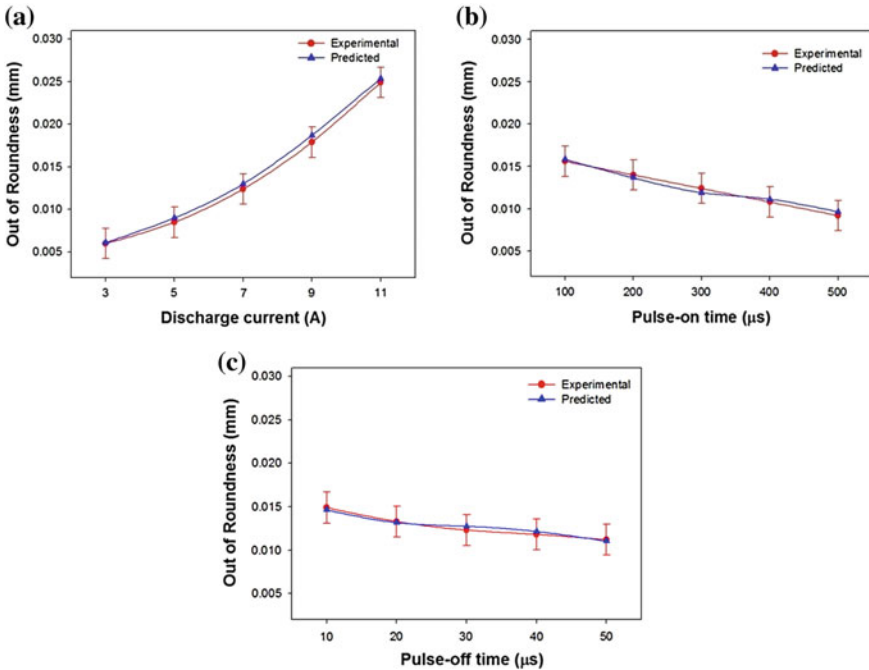 (a)
0.030
0.025
0.020
0.015
0.010
0.005
Out of Roundness (mm)
Experimental
Predicted
3 5 7 9 11
Discharge current (A)
(b)
0.030
0.025
0.020
0.015
0.010
0.005
Out of Roundness (mm)
Experimental
Predicted
100 200 300 400 500
Pulse-on time (μs)
(c)
0.030
0.025
0.020
0.015
0.010
0.005
Out of Roundness (mm)
Experimental
Predicted
10 20 30 40 50
Pulse-off time (μs)